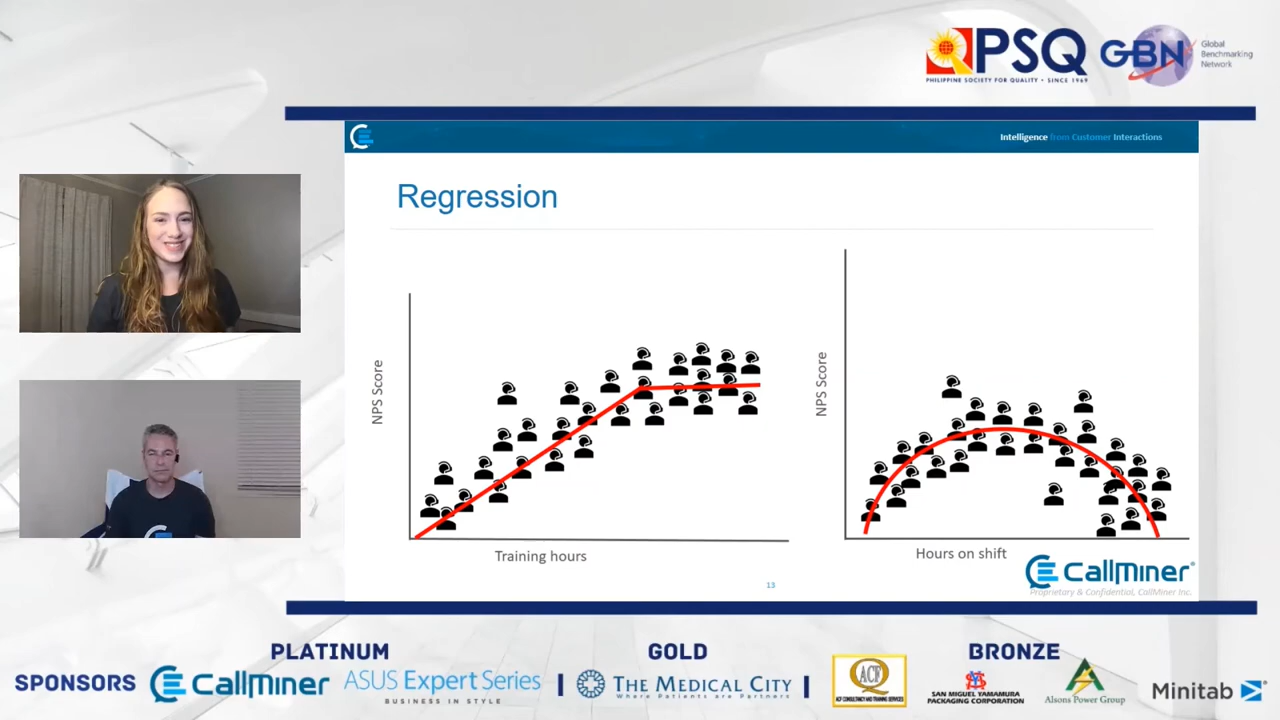 PSQ
PHILIPPINE SOCIETY FOR QUALITY • SINCE 1969
GBN
Global
Benchmarking
Network
Intelligence from Customer Interactions
Regression
NPS Score
Training hours
NPS Score
Hours on shift
CallMiner®
13
Proprietary & Confidential, CallMiner Inc.
PLATINUM
GOLD
BRONZE
SPONSORS
CallMiner
ASUS Expert Series
BUSINESS IN STYLE
THE MEDICAL CITY
Where Patients are Partners
ACF
ACF CONSULTANCY AND TRAINING SERVICES
SAN MIGUEL YAMAMURA
PACKAGING CORPORATION
Alsons Power Group
Minitab